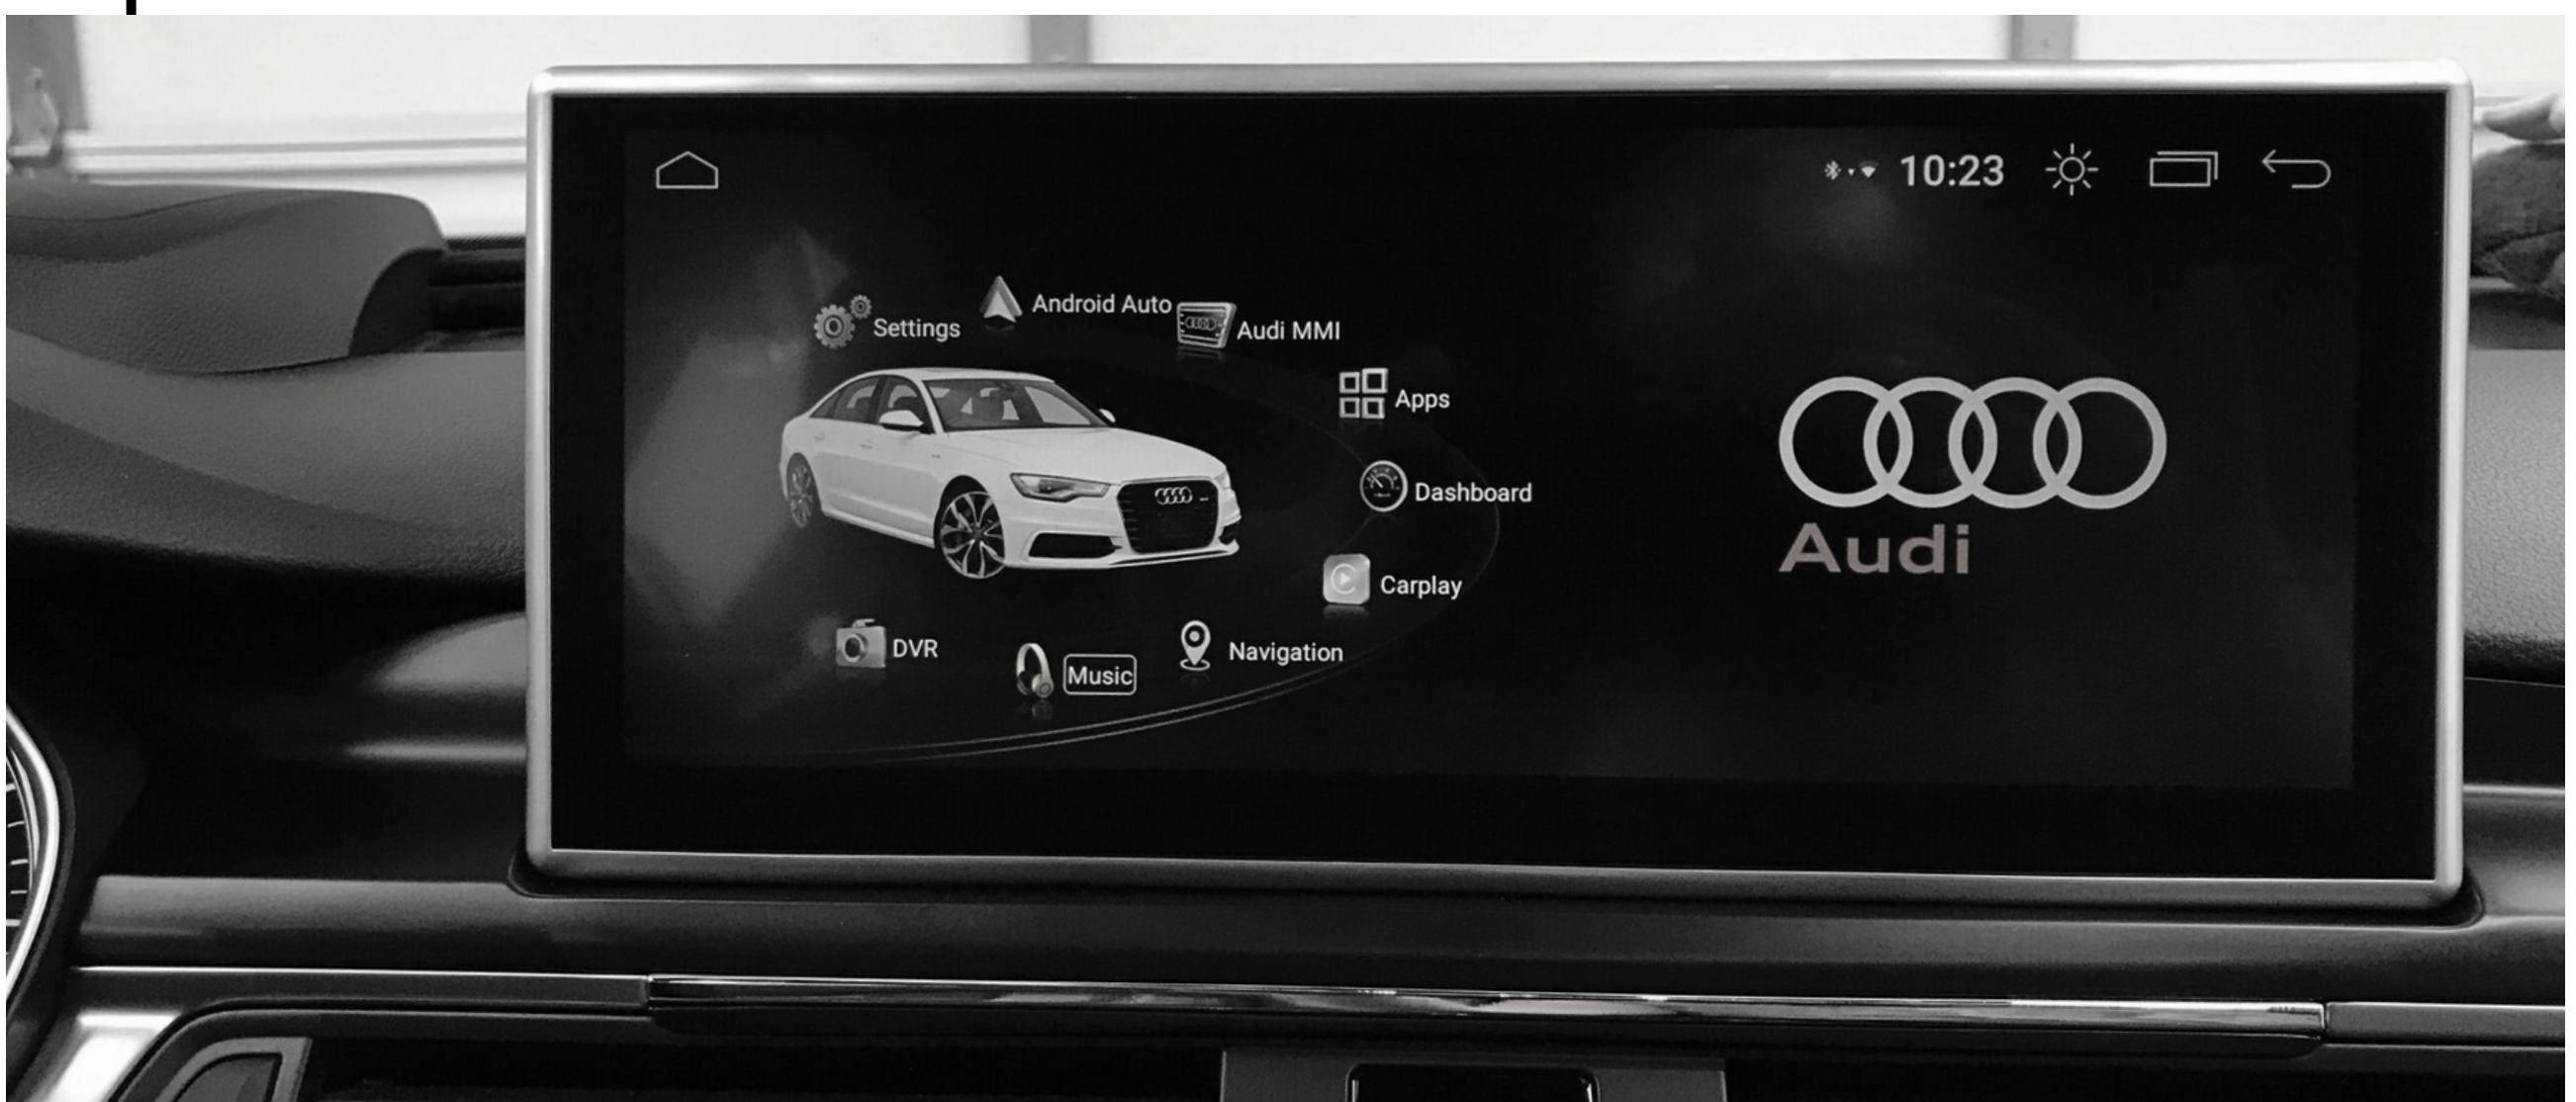 10:23
Android Auto
Settings
Audi MMI
Apps
Dashboard
Audi
Carplay
DVR
Navigation
Music